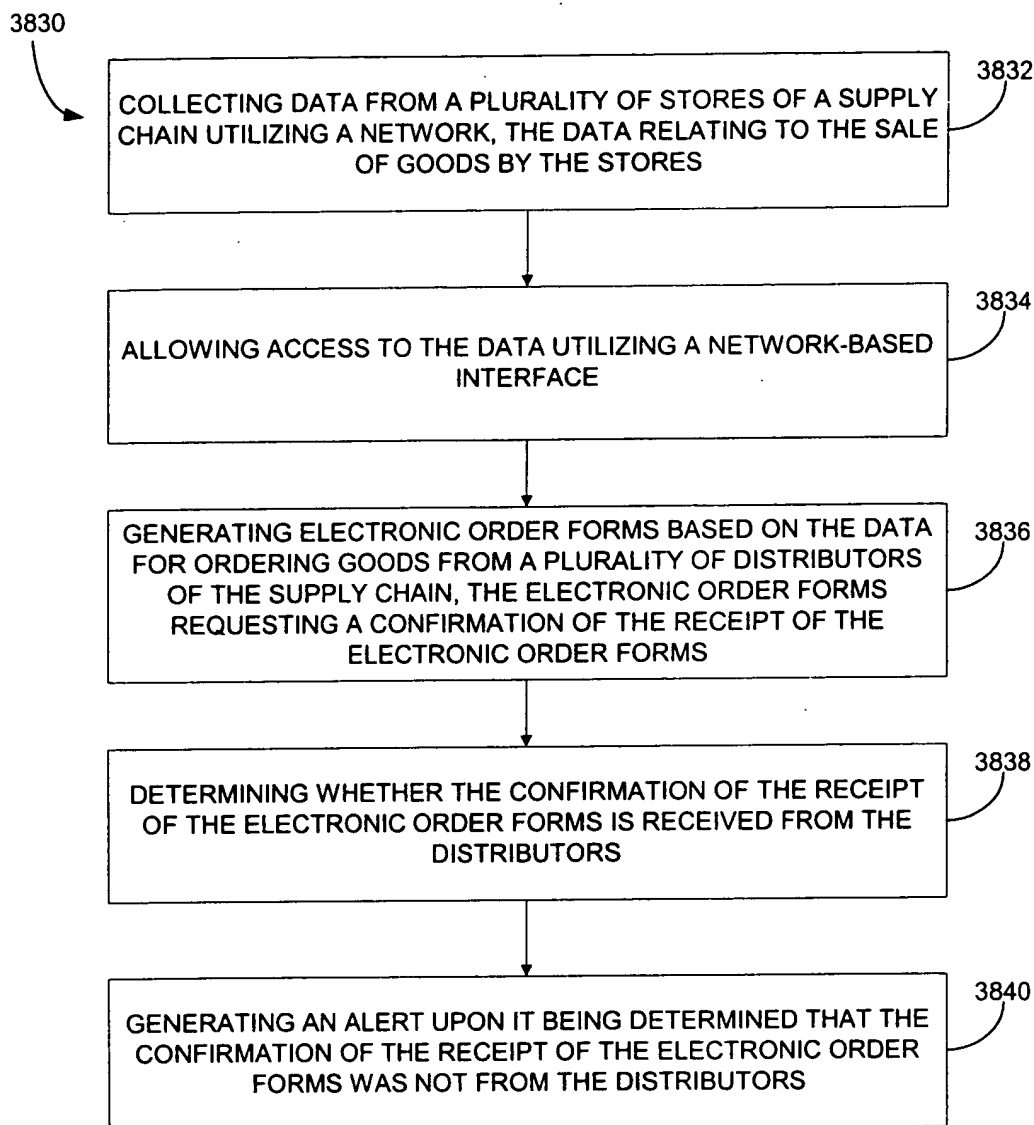 3830
3832
COLLECTING DATA FROM A PLURALITY OF STORES OF A SUPPLY
CHAIN UTILIZING A NETWORK, THE DATA RELATING TO THE SALE
OF GOODS BY THE STORES
3834
ALLOWING ACCESS TO THE DATA UTILIZING A NETWORK-BASED
INTERFACE
3836
GENERATING ELECTRONIC ORDER FORMS BASED ON THE DATA
FOR ORDERING GOODS FROM A PLURALITY OF DISTRIBUTORS
OF THE SUPPLY CHAIN, THE ELECTRONIC ORDER FORMS
REQUESTING A CONFIRMATION OF THE RECEIPT OF THE
ELECTRONIC ORDER FORMS
3838
DETERMINING WHETHER THE CONFIRMATION OF THE RECEIPT
OF THE ELECTRONIC ORDER FORMS IS RECEIVED FROM THE
DISTRIBUTORS
3840
GENERATING AN ALERT UPON IT BEING DETERMINED THAT THE
CONFIRMATION OF THE RECEIPT OF THE ELECTRONIC ORDER
FORMS WAS NOT FROM THE DISTRIBUTORS